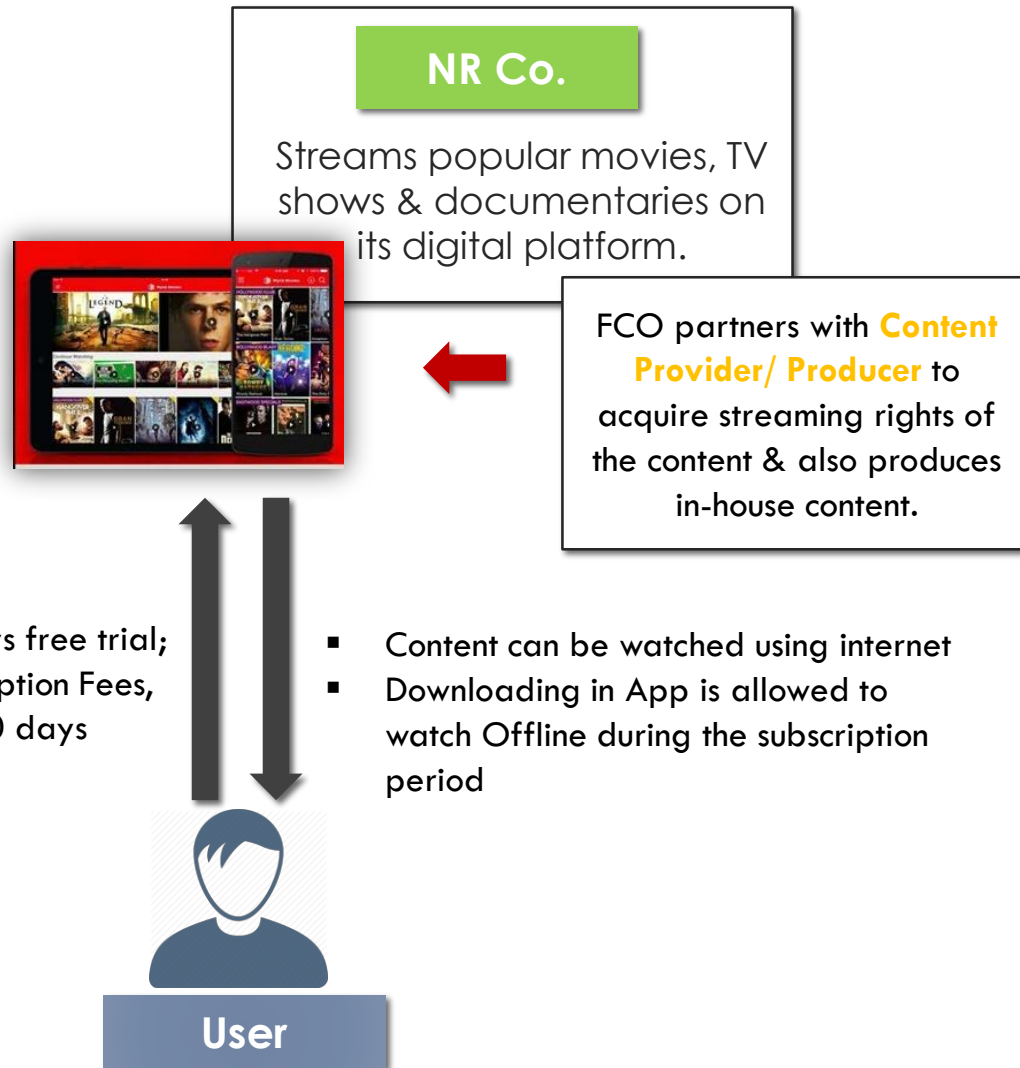 NR Co.
Streams popular movies, TV
shows & documentaries on
its digital platform.
LEGEND
FCO partners with Content
Provider/ Producer to
acquire streaming rights of
the content & also produces
in-house content.
free trial;
Fees,
days
▪ Content can be watched using internet
▪ Downloading in App is allowed to
watch Offline during the subscription
period
User